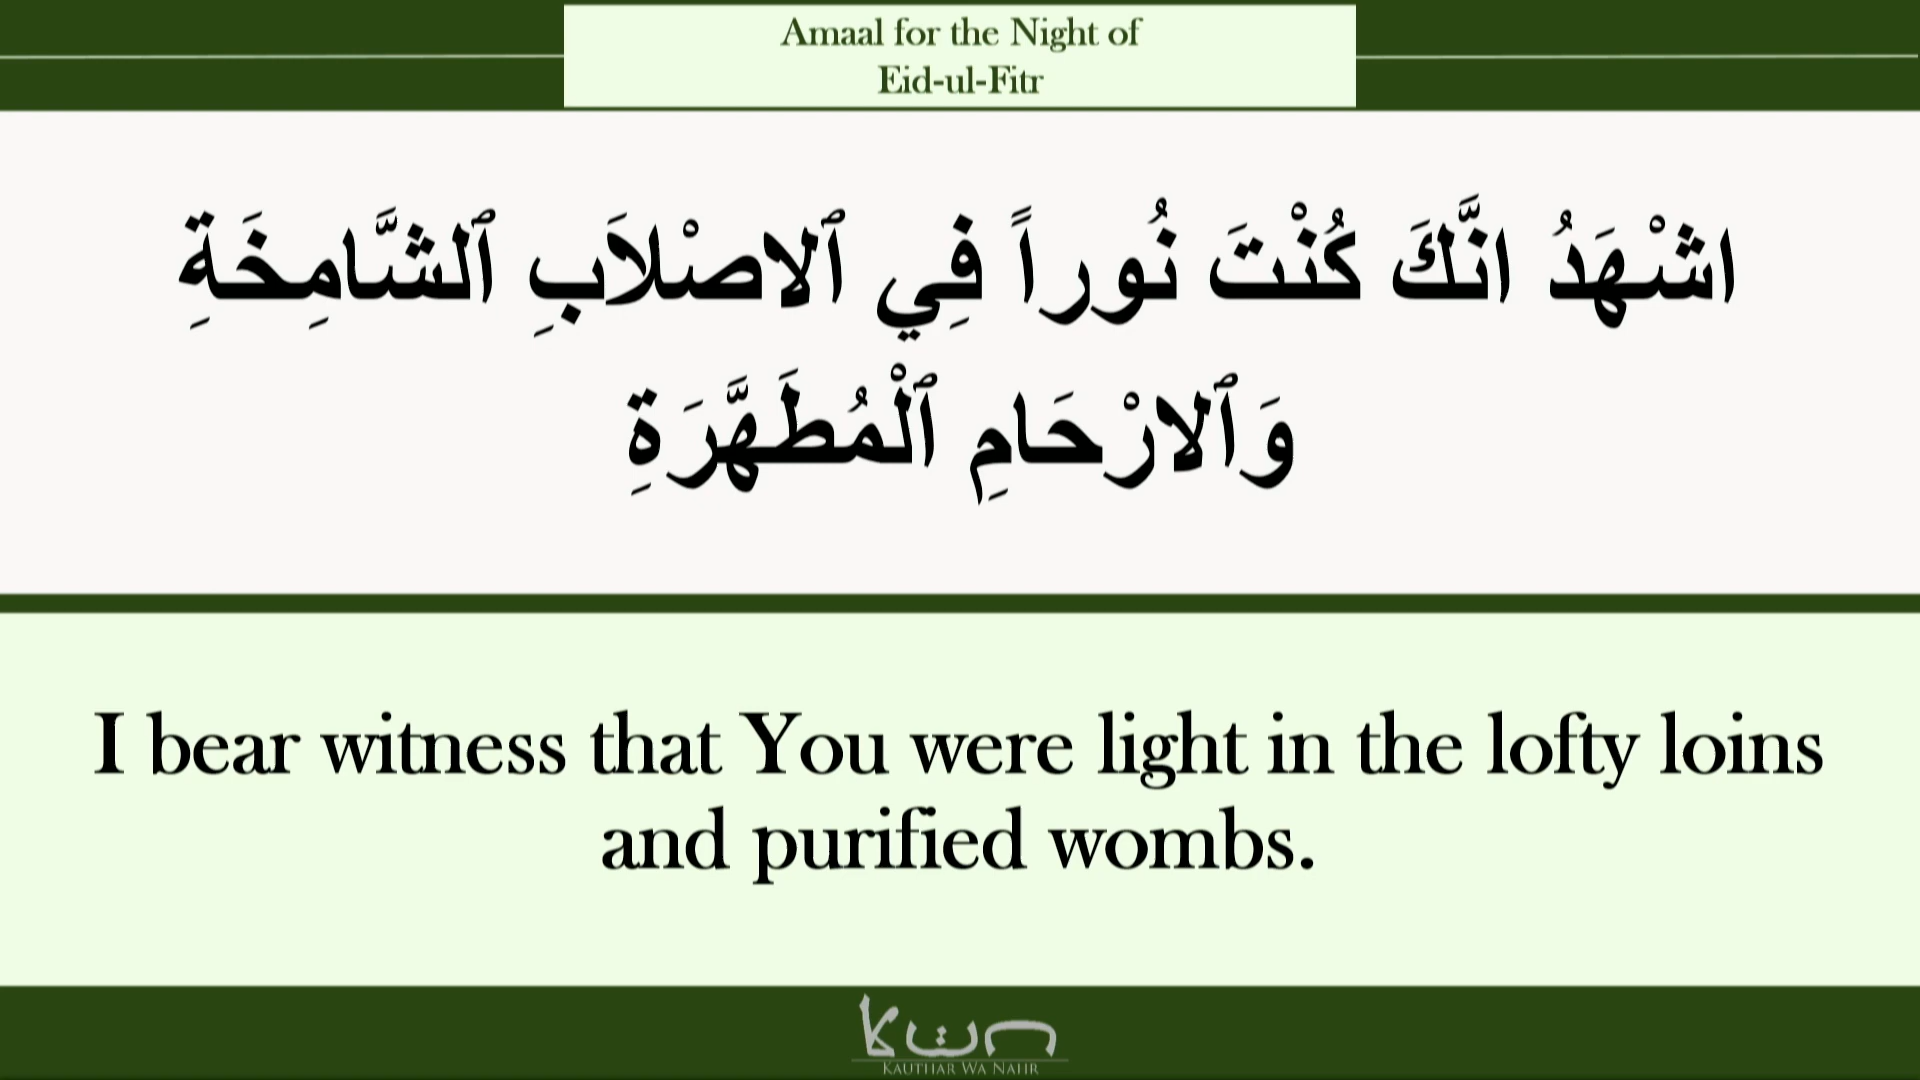 Amaal for the Night of
Eid-ul-Fitr
اشْهَدُ انَّكَ كُنْتَ نُوراً فِي ٱلاصْلاَبِ ٱلشَّامِخَةِ
وَٱلارْحَامِ ٱلْمُطَهَّرَةِ
I bear witness that You were light in the lofty loins
and purified wombs.
KAUTHAR WA NAHR